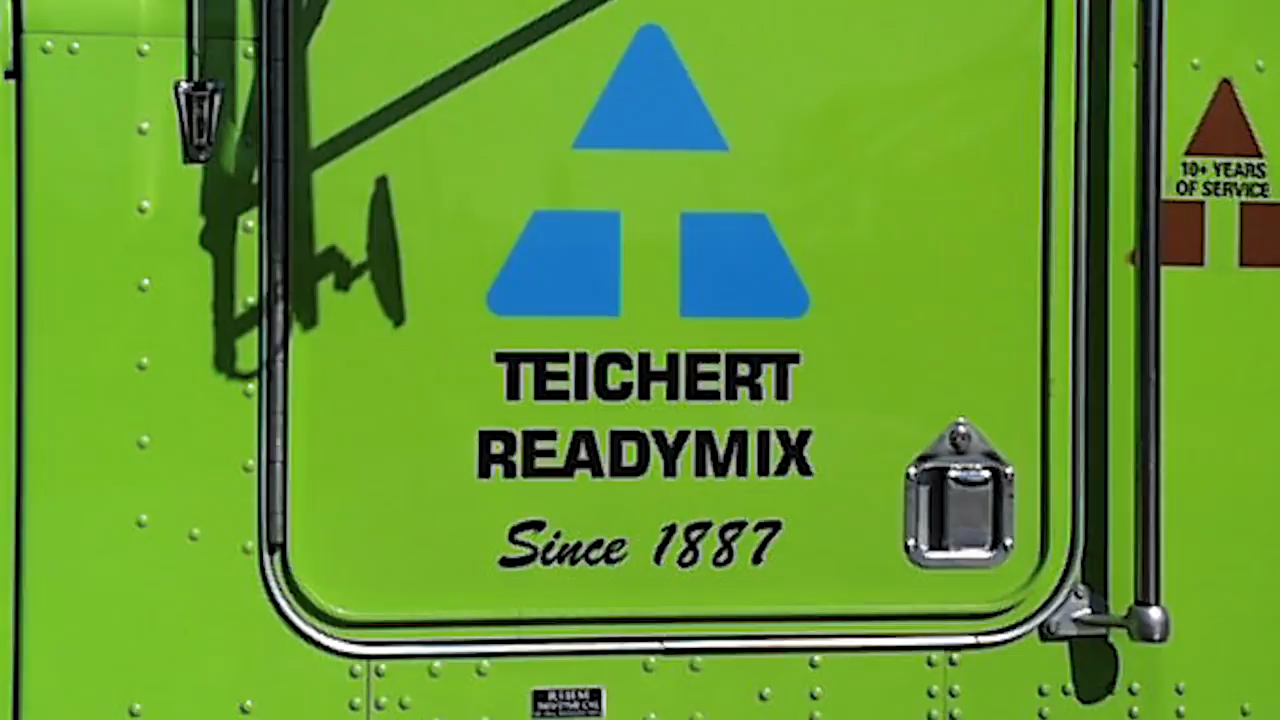 TEICHERT
READYMIX
Since 1887
10+ YEARS
OF SERVICE